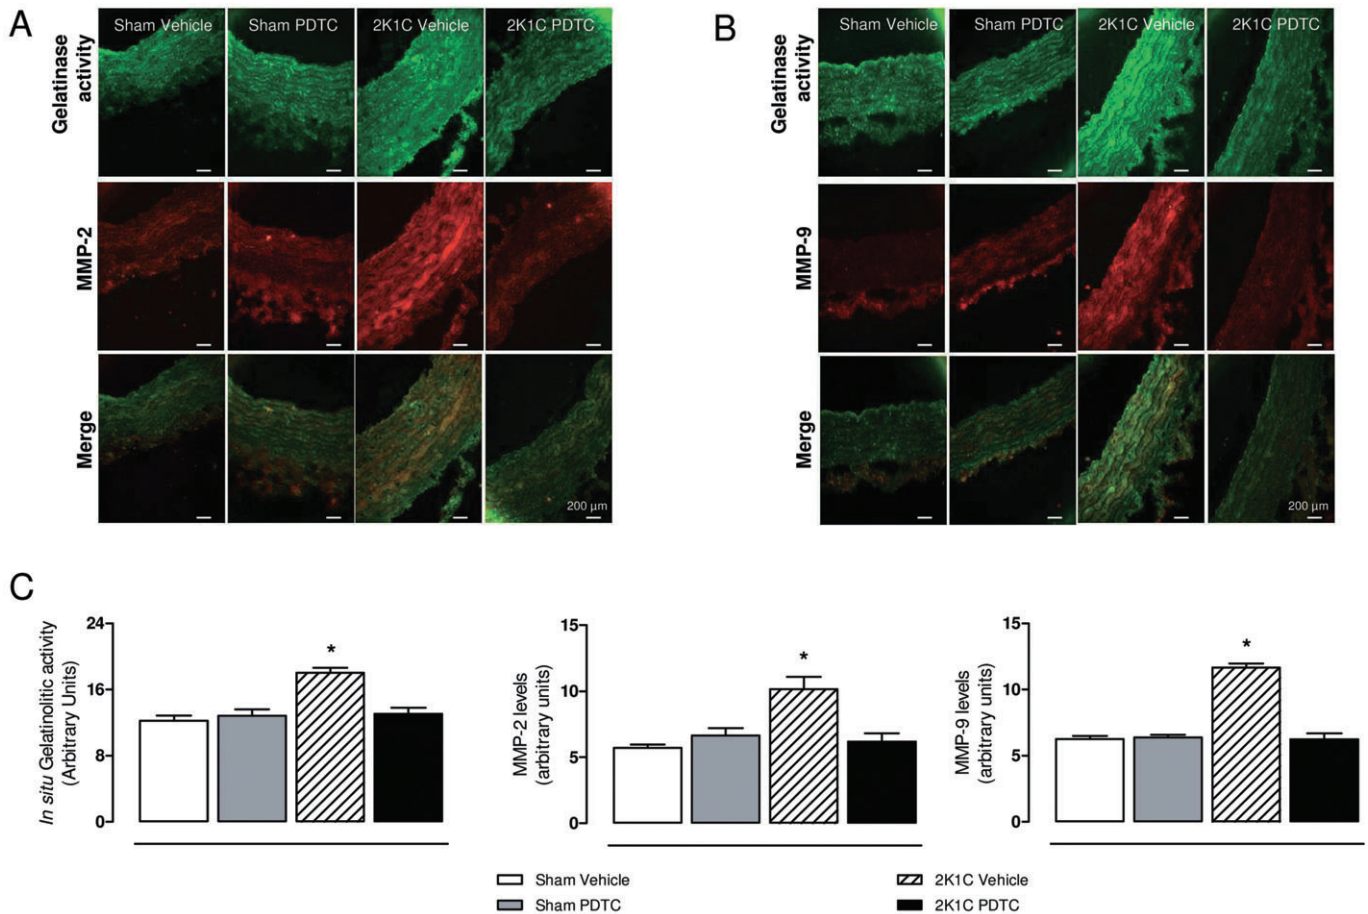 A
Sham Vehicle
Sham PDTC
2K1C Vehicle
2K1C PDTC
Gelatinase
activity
MMP-2
Merge
200 µm
B
Sham Vehicle
Sham PDTC
2K1C Vehicle
2K1C PDTC
Gelatinase
activity
MMP-9
Merge
200 µm
C
In situ Gelatinolitic activity
(Arbitrary Units)
24
16
8
0
*
MMP-2 levels
(arbitrary units)
15
10
5
0
*
MMP-9 levels
(arbitrary units)
15
10
5
0
*
Sham Vehicle
Sham PDTC
2K1C Vehicle
2K1C PDTC